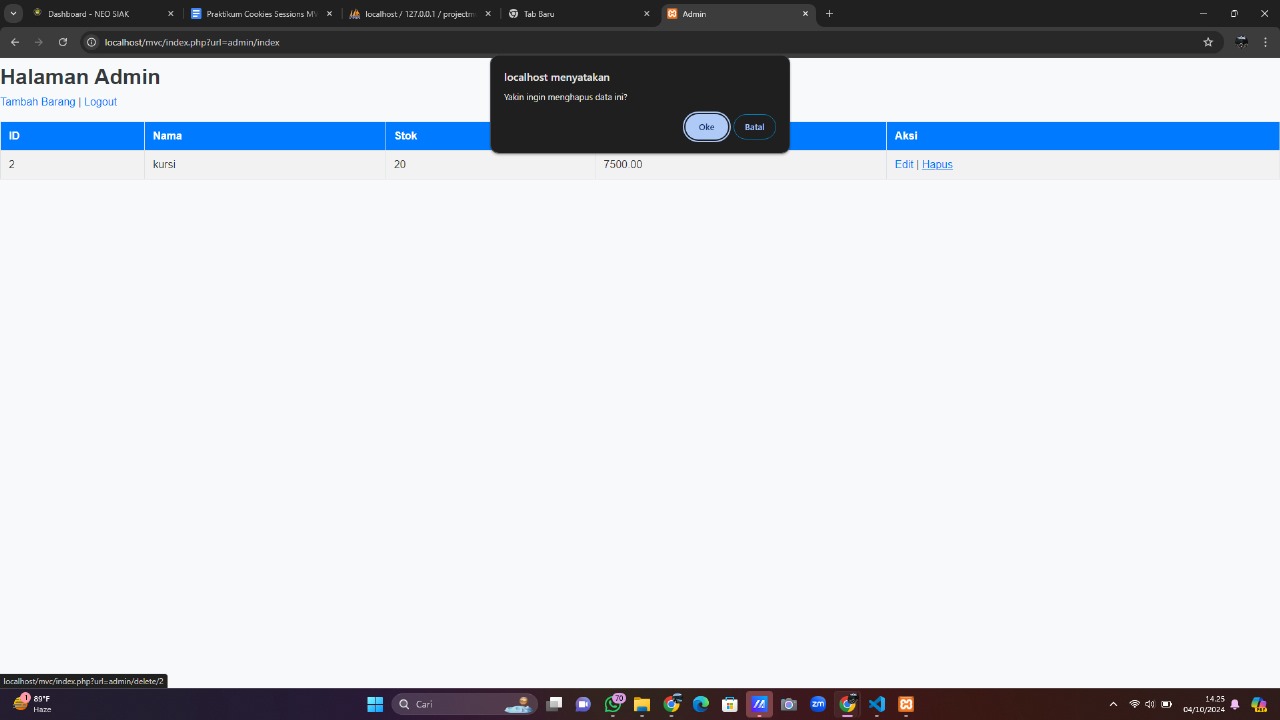 Dashboard - NEO SIAK
Praktikum Cookies Sessions MV
localhost / 127.0.0.1 / projectm
Tab Baru
Admin
localhost/mvc/index.php?url=admin/index
Halaman Admin
Tambah Barang | Logout
localhost menyatakan
Yakin ingin menghapus data ini?
Oke
Batal
ID Nama Stok Aksi
2 kursi 20 7500.00 Edit | Hapus
localhost/mvc/index.php?url=admin/delete/2
1
89°F
Haze
Cari
70
zm
14.25
04/10/2024